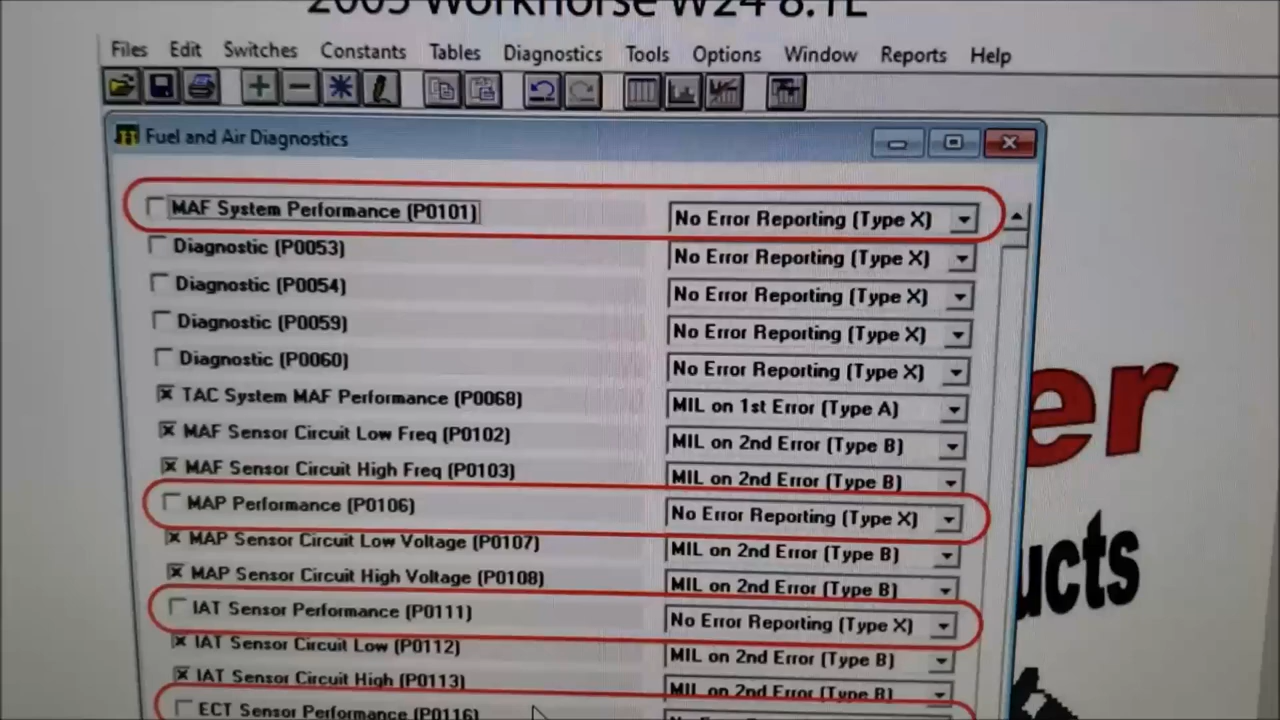 2005 Workhorse W24 8.1L
Files Edit Switches Constants Tables Diagnostics Tools Options Window Reports Help
Fuel and Air Diagnostics
MAF System Performance (P0101) No Error Reporting (Type X)
Diagnostic (P0053) No Error Reporting (Type X)
Diagnostic (P0054) No Error Reporting (Type X)
Diagnostic (P0059) No Error Reporting (Type X)
Diagnostic (P0060) No Error Reporting (Type X)
TAC System MAF Performance (P0068) MIL on 1st Error (Type A)
MAF Sensor Circuit Low Freq (P0102) MIL on 2nd Error (Type B)
MAF Sensor Circuit High Freq (P0103) MIL on 2nd Error (Type B)
MAP Performance (P0106) No Error Reporting (Type X)
MAP Sensor Circuit Low Voltage (P0107) MIL on 2nd Error (Type B)
MAP Sensor Circuit High Voltage (P0108) MIL on 2nd Error (Type B)
IAT Sensor Performance (P0111) No Error Reporting (Type X)
IAT Sensor Circuit Low (P0112) MIL on 2nd Error (Type B)
IAT Sensor Circuit High (P0113) MIL on 2nd Error (Type B)
ECT Sensor Performance (P0116)
er
ucts